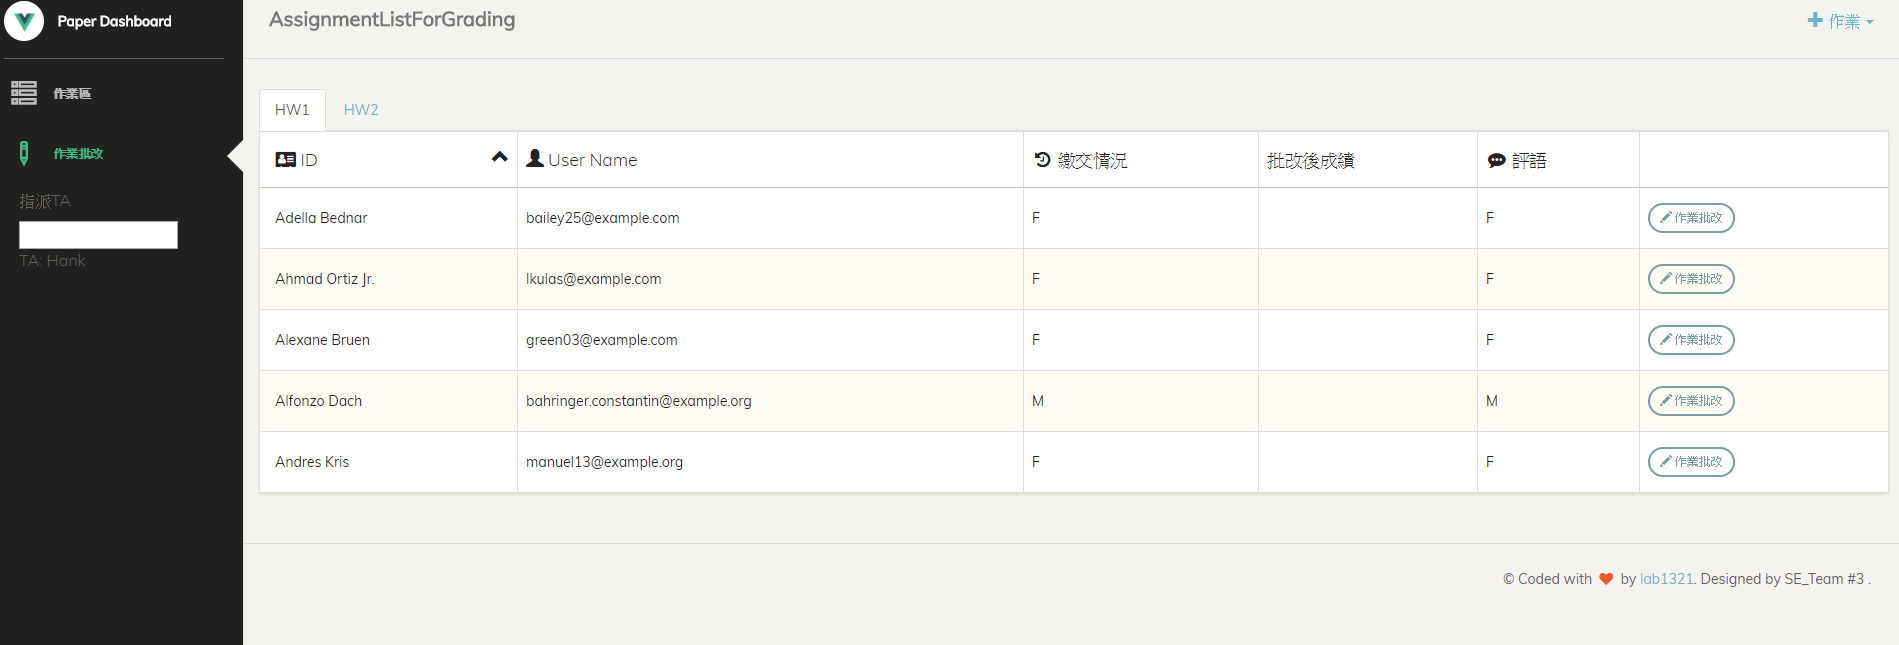 Paper Dashboard
作業區
作業批改
指派TA
TA: Hank
AssignmentListForGrading
作業
HW1 HW2
ID User Name 繳交情況 批改後成績 評語
Adella Bednar bailey25@example.com F F 作業批改
Ahmad Ortiz Jr. lkulas@example.com F F 作業批改
Alexane Bruen green03@example.com F F 作業批改
Alfonzo Dach bahringer.constantin@example.org M M 作業批改
Andres Kris manuel13@example.org F F 作業批改
© Coded with by lab1321. Designed by SE_Team #3 .